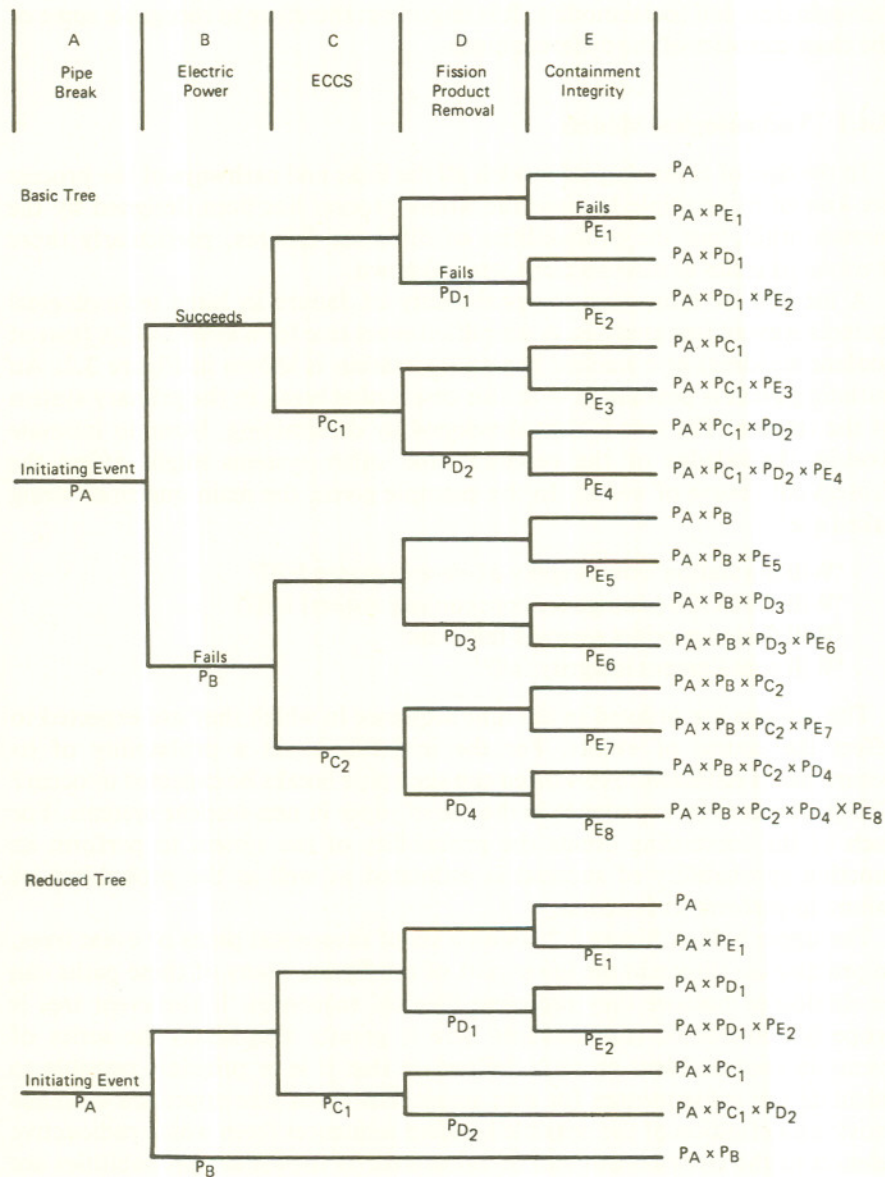 A B C D E
Pipe Break
Electric Power
ECCS
Fission Product Removal
Containment Integrity
Basic Tree
P_A
Fails
P_E1
P_A x P_E1
P_A x P_D1
Fails
P_D1
P_E2
P_A x P_D1 x P_E2
Succeeds
P_A x P_C1
P_E3
P_A x P_C1 x P_E3
P_C1
P_A x P_C1 x P_D2
P_D2
P_E4
P_A x P_C1 x P_D2 x P_E4
Initiating Event
P_A
P_A x P_B
P_E5
P_A x P_B x P_E5
P_A x P_B x P_D3
P_D3
P_E6
P_A x P_B x P_D3 x P_E6
Fails
P_B
P_A x P_B x P_C2
P_E7
P_A x P_B x P_C2 x P_E7
P_C2
P_A x P_B x P_C2 x P_D4
P_D4
P_E8
P_A x P_B x P_C2 x P_D4 X P_E8
Reduced Tree
P_A
P_E1
P_A x P_E1
P_A x P_D1
P_D1
P_E2
P_A x P_D1 x P_E2
Initiating Event
P_A
P_A x P_C1
P_C1
P_D2
P_A x P_C1 x P_D2
P_B
P_A x P_B